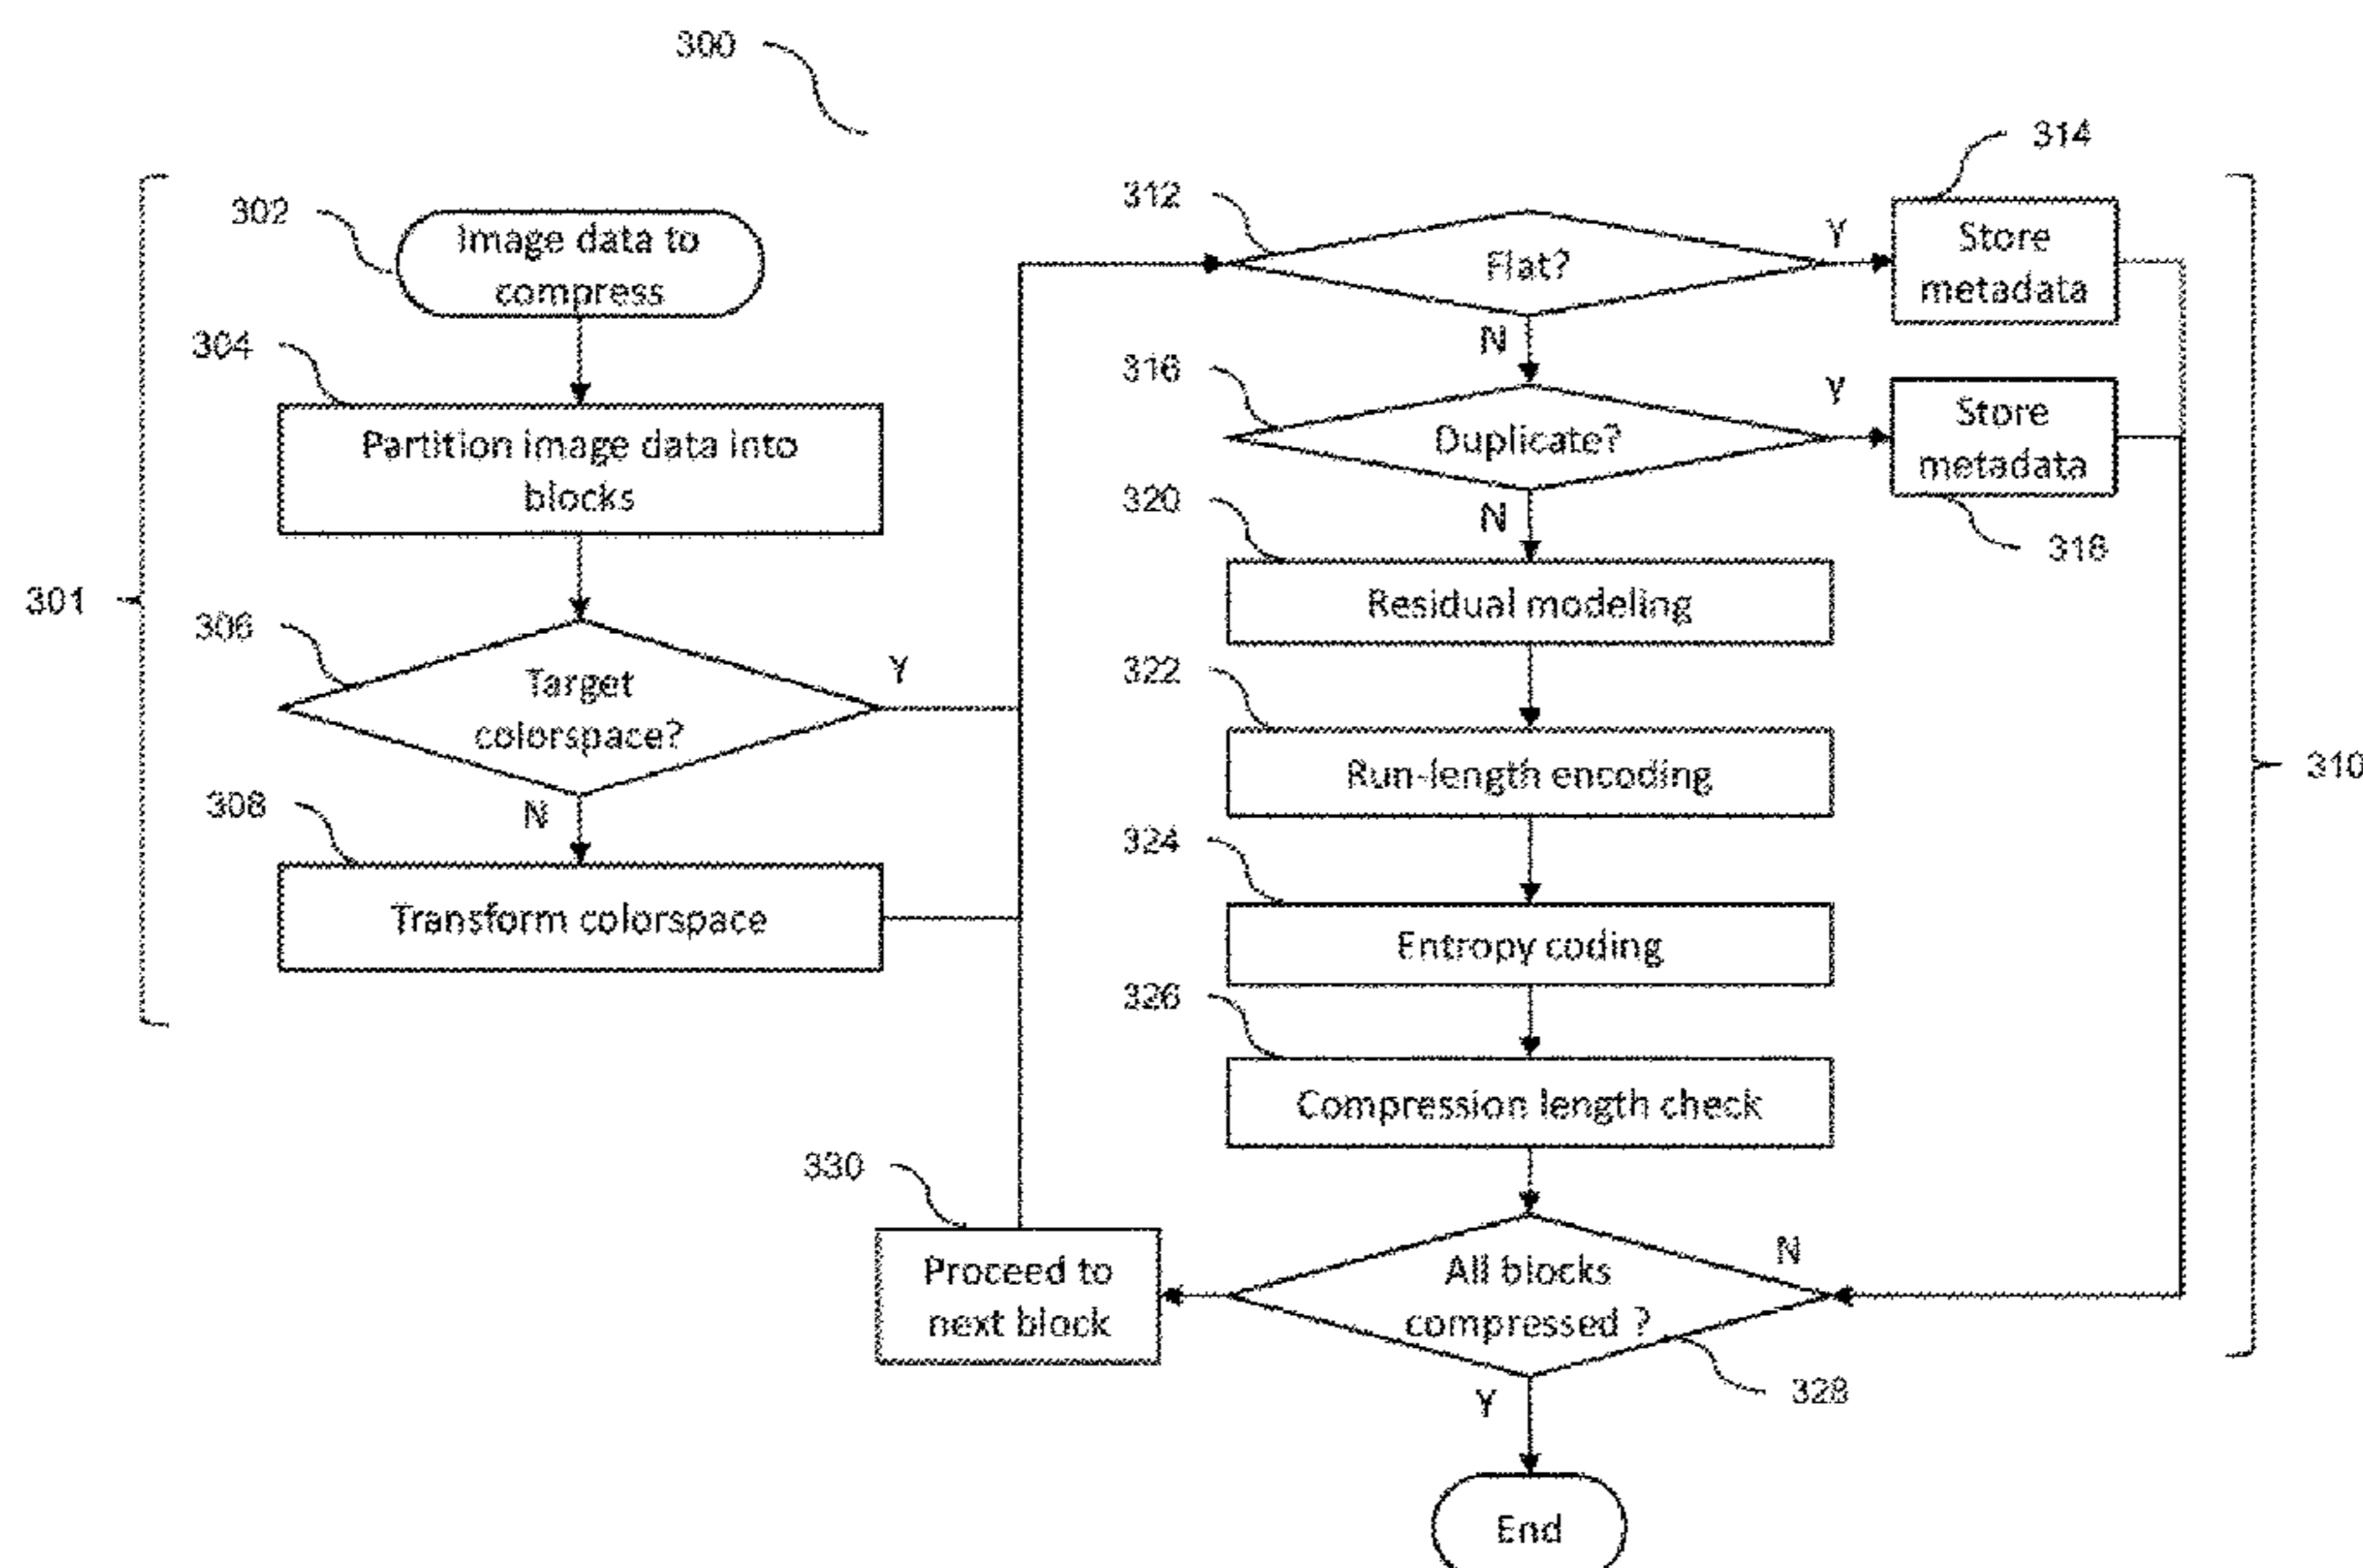 300
301
302
Image data to
compress
304
Partition image data into
blocks
306
Target
colorspace?
Y
N
308
Transform colorspace
312
Flat?
Y
314
Store
metadata
N
316
Duplicate?
Y
Store
metadata
318
N
320
Residual modeling
322
Run-length encoding
324
Entropy coding
326
Compression length check
310
330
Proceed to
next block
All blocks
compressed ?
N
328
Y
End